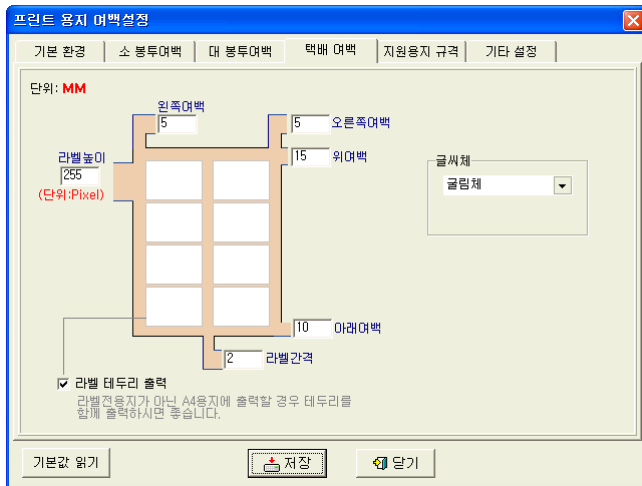 프린트 용지 여백설정
기본 환경
소 봉투여백
대 봉투여백
택배 여백
지원용지 규격
기타 설정
단위: MM
왼쪽여백
5
5 오른쪽여백
15 위여백
라벨높이
255
(단위:Pixel)
글씨체
굴림체
10 아래여백
2 라벨간격
라벨 테두리 출력
라벨전용지가 아닌 A4용지에 출력할 경우 테두리를
함께 출력하시면 좋습니다.
기본값 읽기
저장
닫기